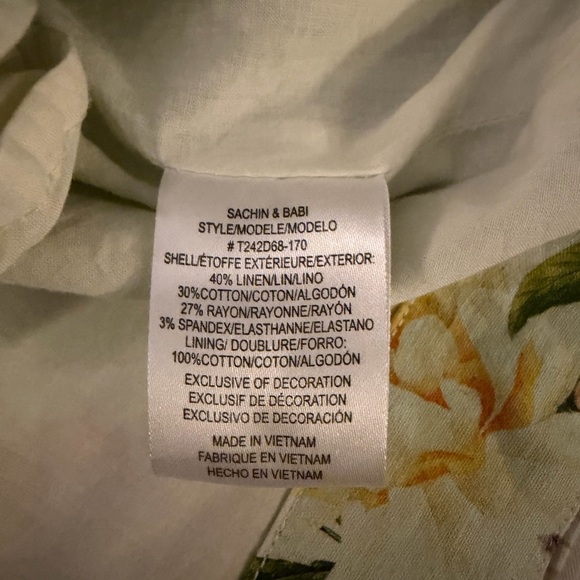 SACHIN & BABI
STYLE/MODELE/MODELO
# T242D68-170
SHELL/ÉTOFFE EXTÉRIEURE/EXTERIOR:
40% LINEN/LIN/LINO
30%COTTON/COTON/ALGODÓN
27% RAYON/RAYONNE/RAYÓN
3% SPANDEX/ELASTHANNE/ELASTANO
LINING/ DOUBLURE/FORRO:
100%COTTON/COTON/ALGODÓN
EXCLUSIVE OF DECORATION
EXCLUSIF DE DÉCORATION
EXCLUSIVO DE DECORACIÓN
MADE IN VIETNAM
FABRIQUE EN VIETNAM
HECHO EN VIETNAM